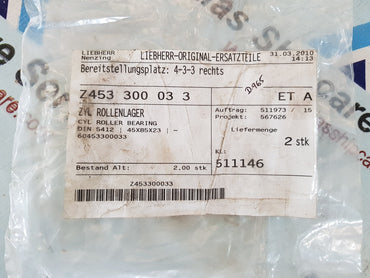 LIEBHERR
Nenzing
LIEBHERR-ORIGINAL-ERSATZTEILE
31.03.2010
14:13
Bereitstellungsplatz: 4-3-3 rechts
D965
Z453 300 03 3
ET A
ZYL ROLLENLAGER
CYL ROLLER BEARING
DIN 5412 | 45X85X23 | -
60453300033
Auftrag: 511973 / 15
Projekt: 567626
Liefermenge
2 stk
KL:
511146
Bestand Alt: 2,00 stk
Z453300033